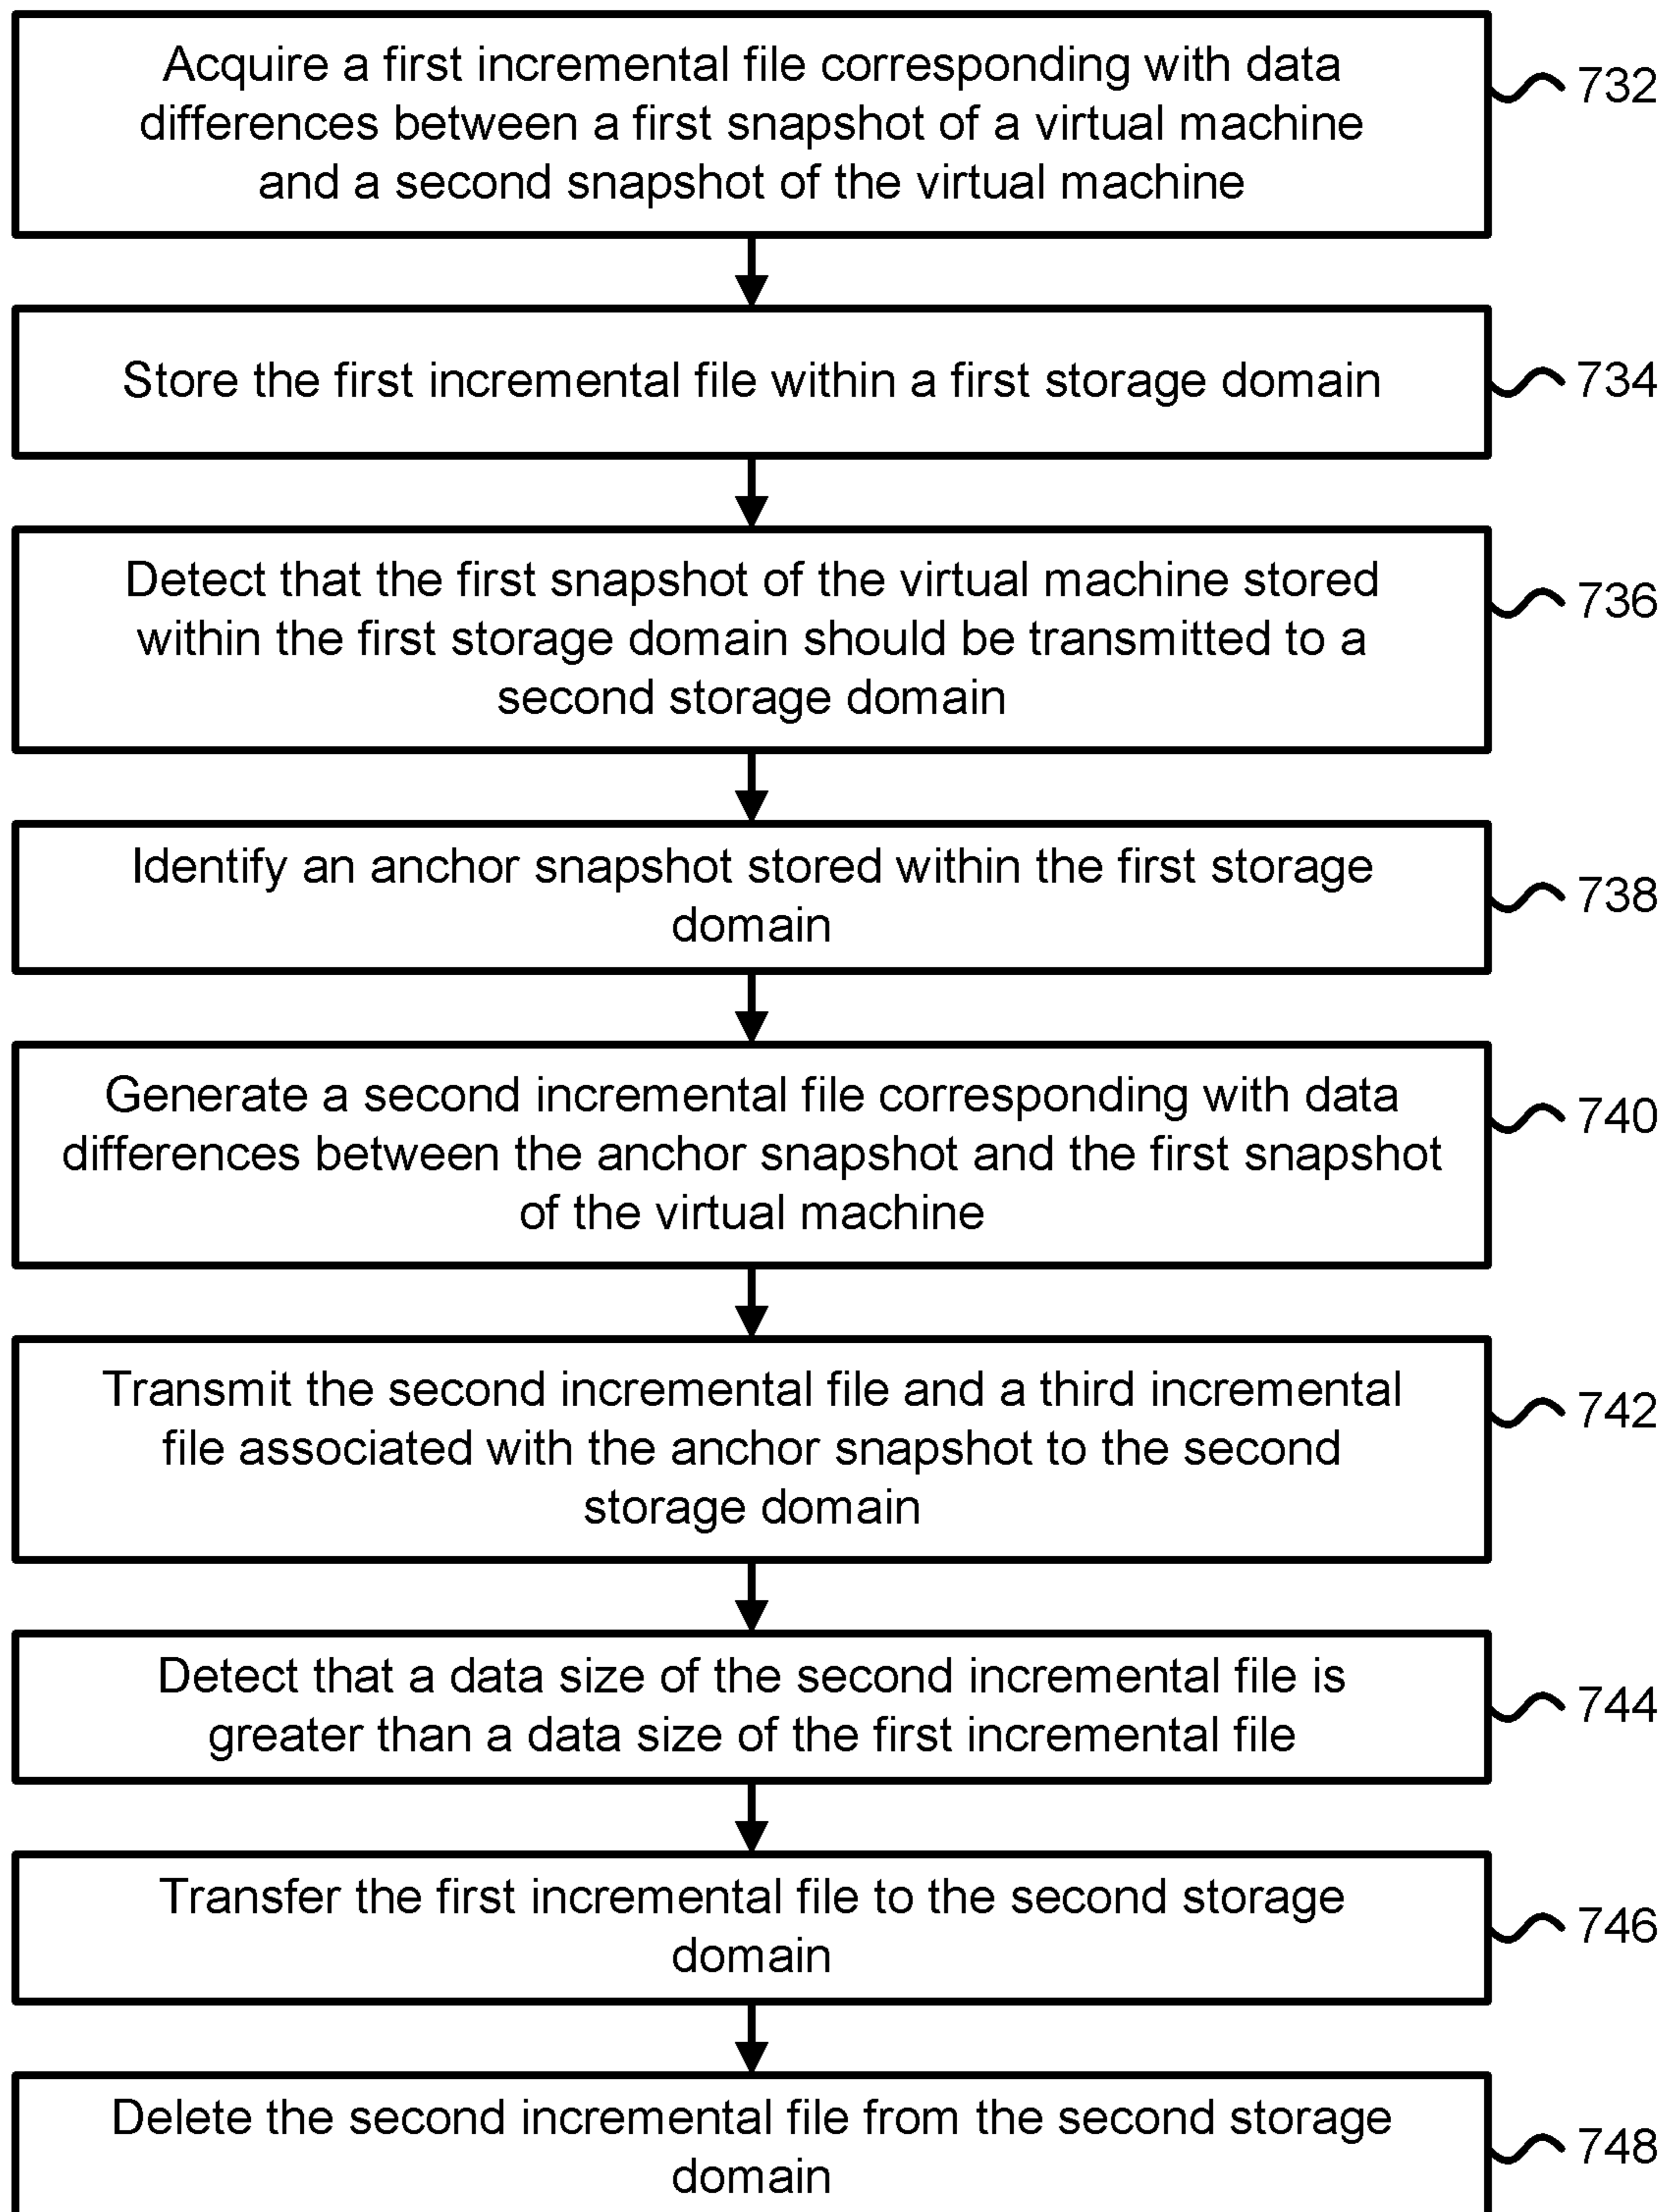 Acquire a first incremental file corresponding with data
differences between a first snapshot of a virtual machine
and a second snapshot of the virtual machine
732
Store the first incremental file within a first storage domain
734
Detect that the first snapshot of the virtual machine stored
within the first storage domain should be transmitted to a
second storage domain
736
Identify an anchor snapshot stored within the first storage
domain
738
Generate a second incremental file corresponding with data
differences between the anchor snapshot and the first snapshot
of the virtual machine
740
Transmit the second incremental file and a third incremental
file associated with the anchor snapshot to the second
storage domain
742
Detect that a data size of the second incremental file is
greater than a data size of the first incremental file
744
Transfer the first incremental file to the second storage
domain
746
Delete the second incremental file from the second storage
domain
748